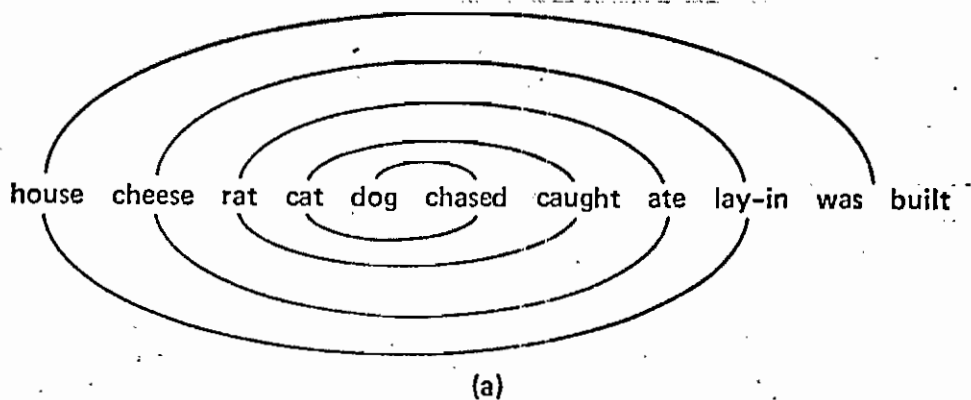 house cheese rat cat dog chased caught ate lay-in was built
(a)